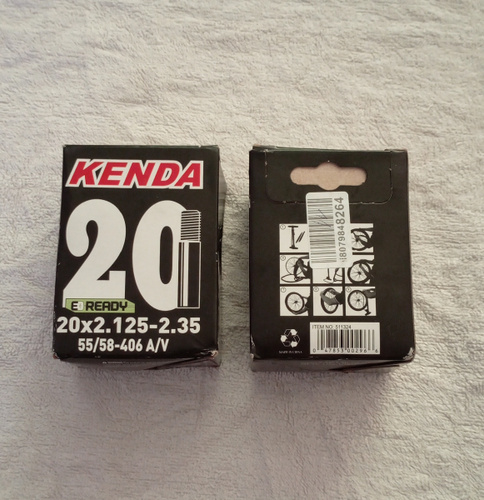 KENDA
20
E READY
20x2.125-2.35
55/58-406 A/V
8079848264
ITEM NO. 511324